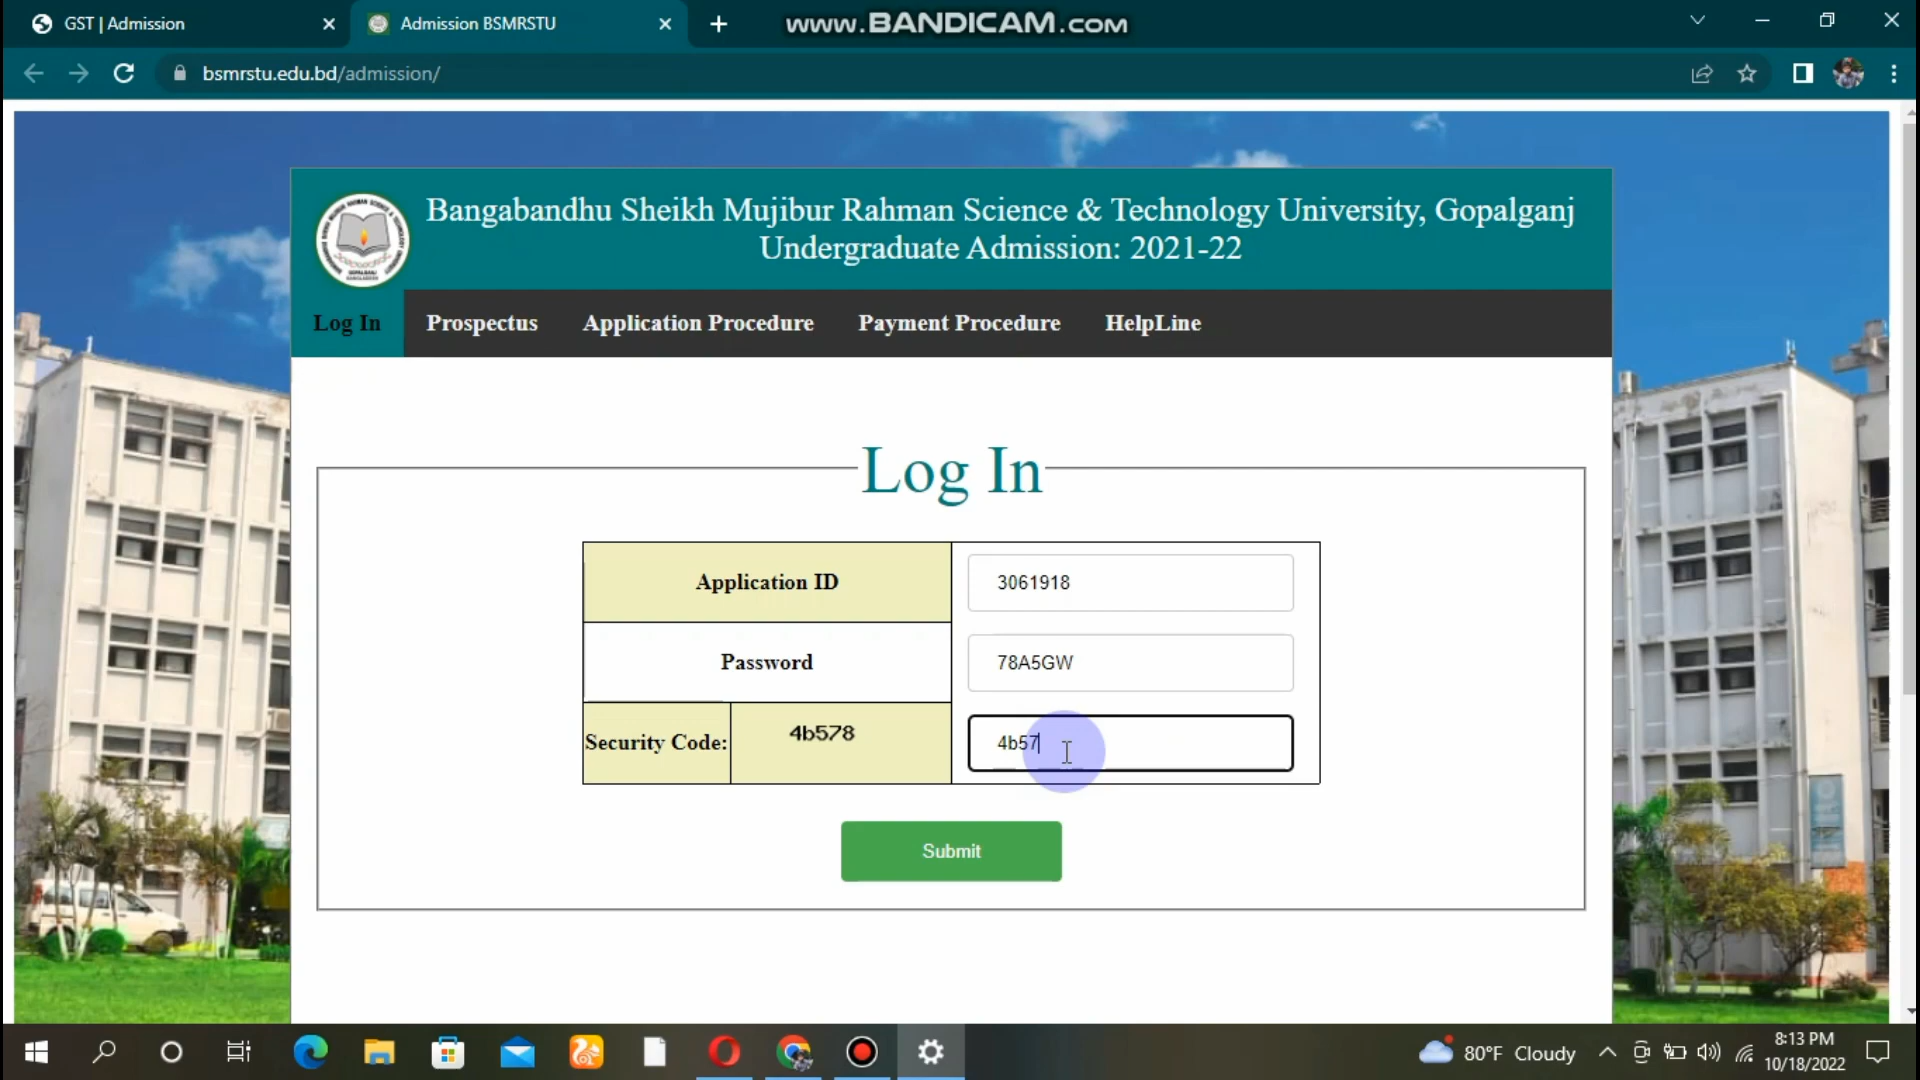 GST | Admission
Admission BSMRSTU
www.BANDICAM.com
bsmrstu.edu.bd/admission/
Bangabandhu Sheikh Mujibur Rahman Science & Technology University, Gopalganj
Undergraduate Admission: 2021-22
Log In
Prospectus
Application Procedure
Payment Procedure
HelpLine
Log In
Application ID
3061918
Password
78A5GW
Security Code:
4b578
4b57
Submit
80°F Cloudy
8:13 PM
10/18/2022